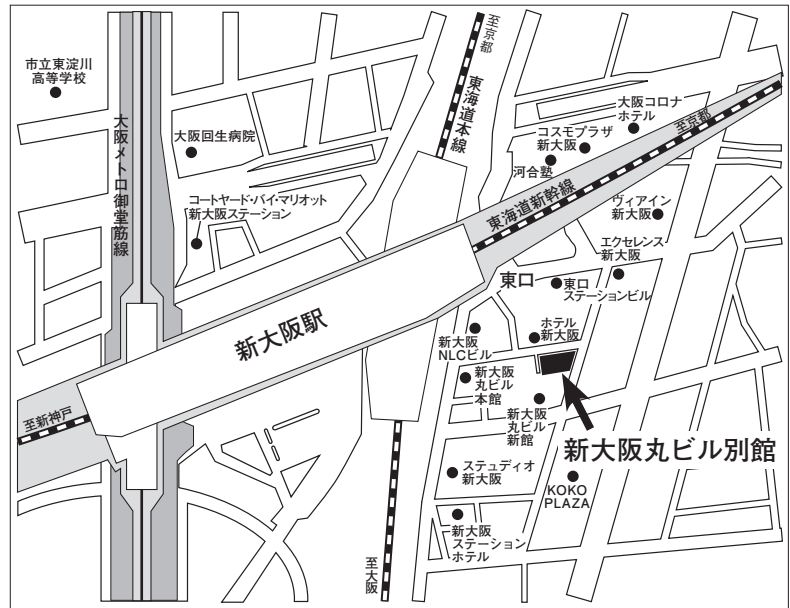 至京都
市立東淀川
高等学校
東海道本線
大阪コロナ
ホテル
大阪メトロ御堂筋線
大阪回生病院
コスモプラザ
新大阪
至京都
河合塾
コートヤード・バイ・マリオット
新大阪ステーション
東海道新幹線
ヴィアイン
新大阪
エクセレンス
新大阪
東口
東口
ステーションビル
新大阪駅
ホテル
新大阪
新大阪
NLCビル
新大阪
丸ビル
本館
新大阪
丸ビル
新館
至新神戸
新大阪丸ビル別館
ステュディオ
新大阪
KOKO
PLAZA
新大阪
ステーション
ホテル
至大阪